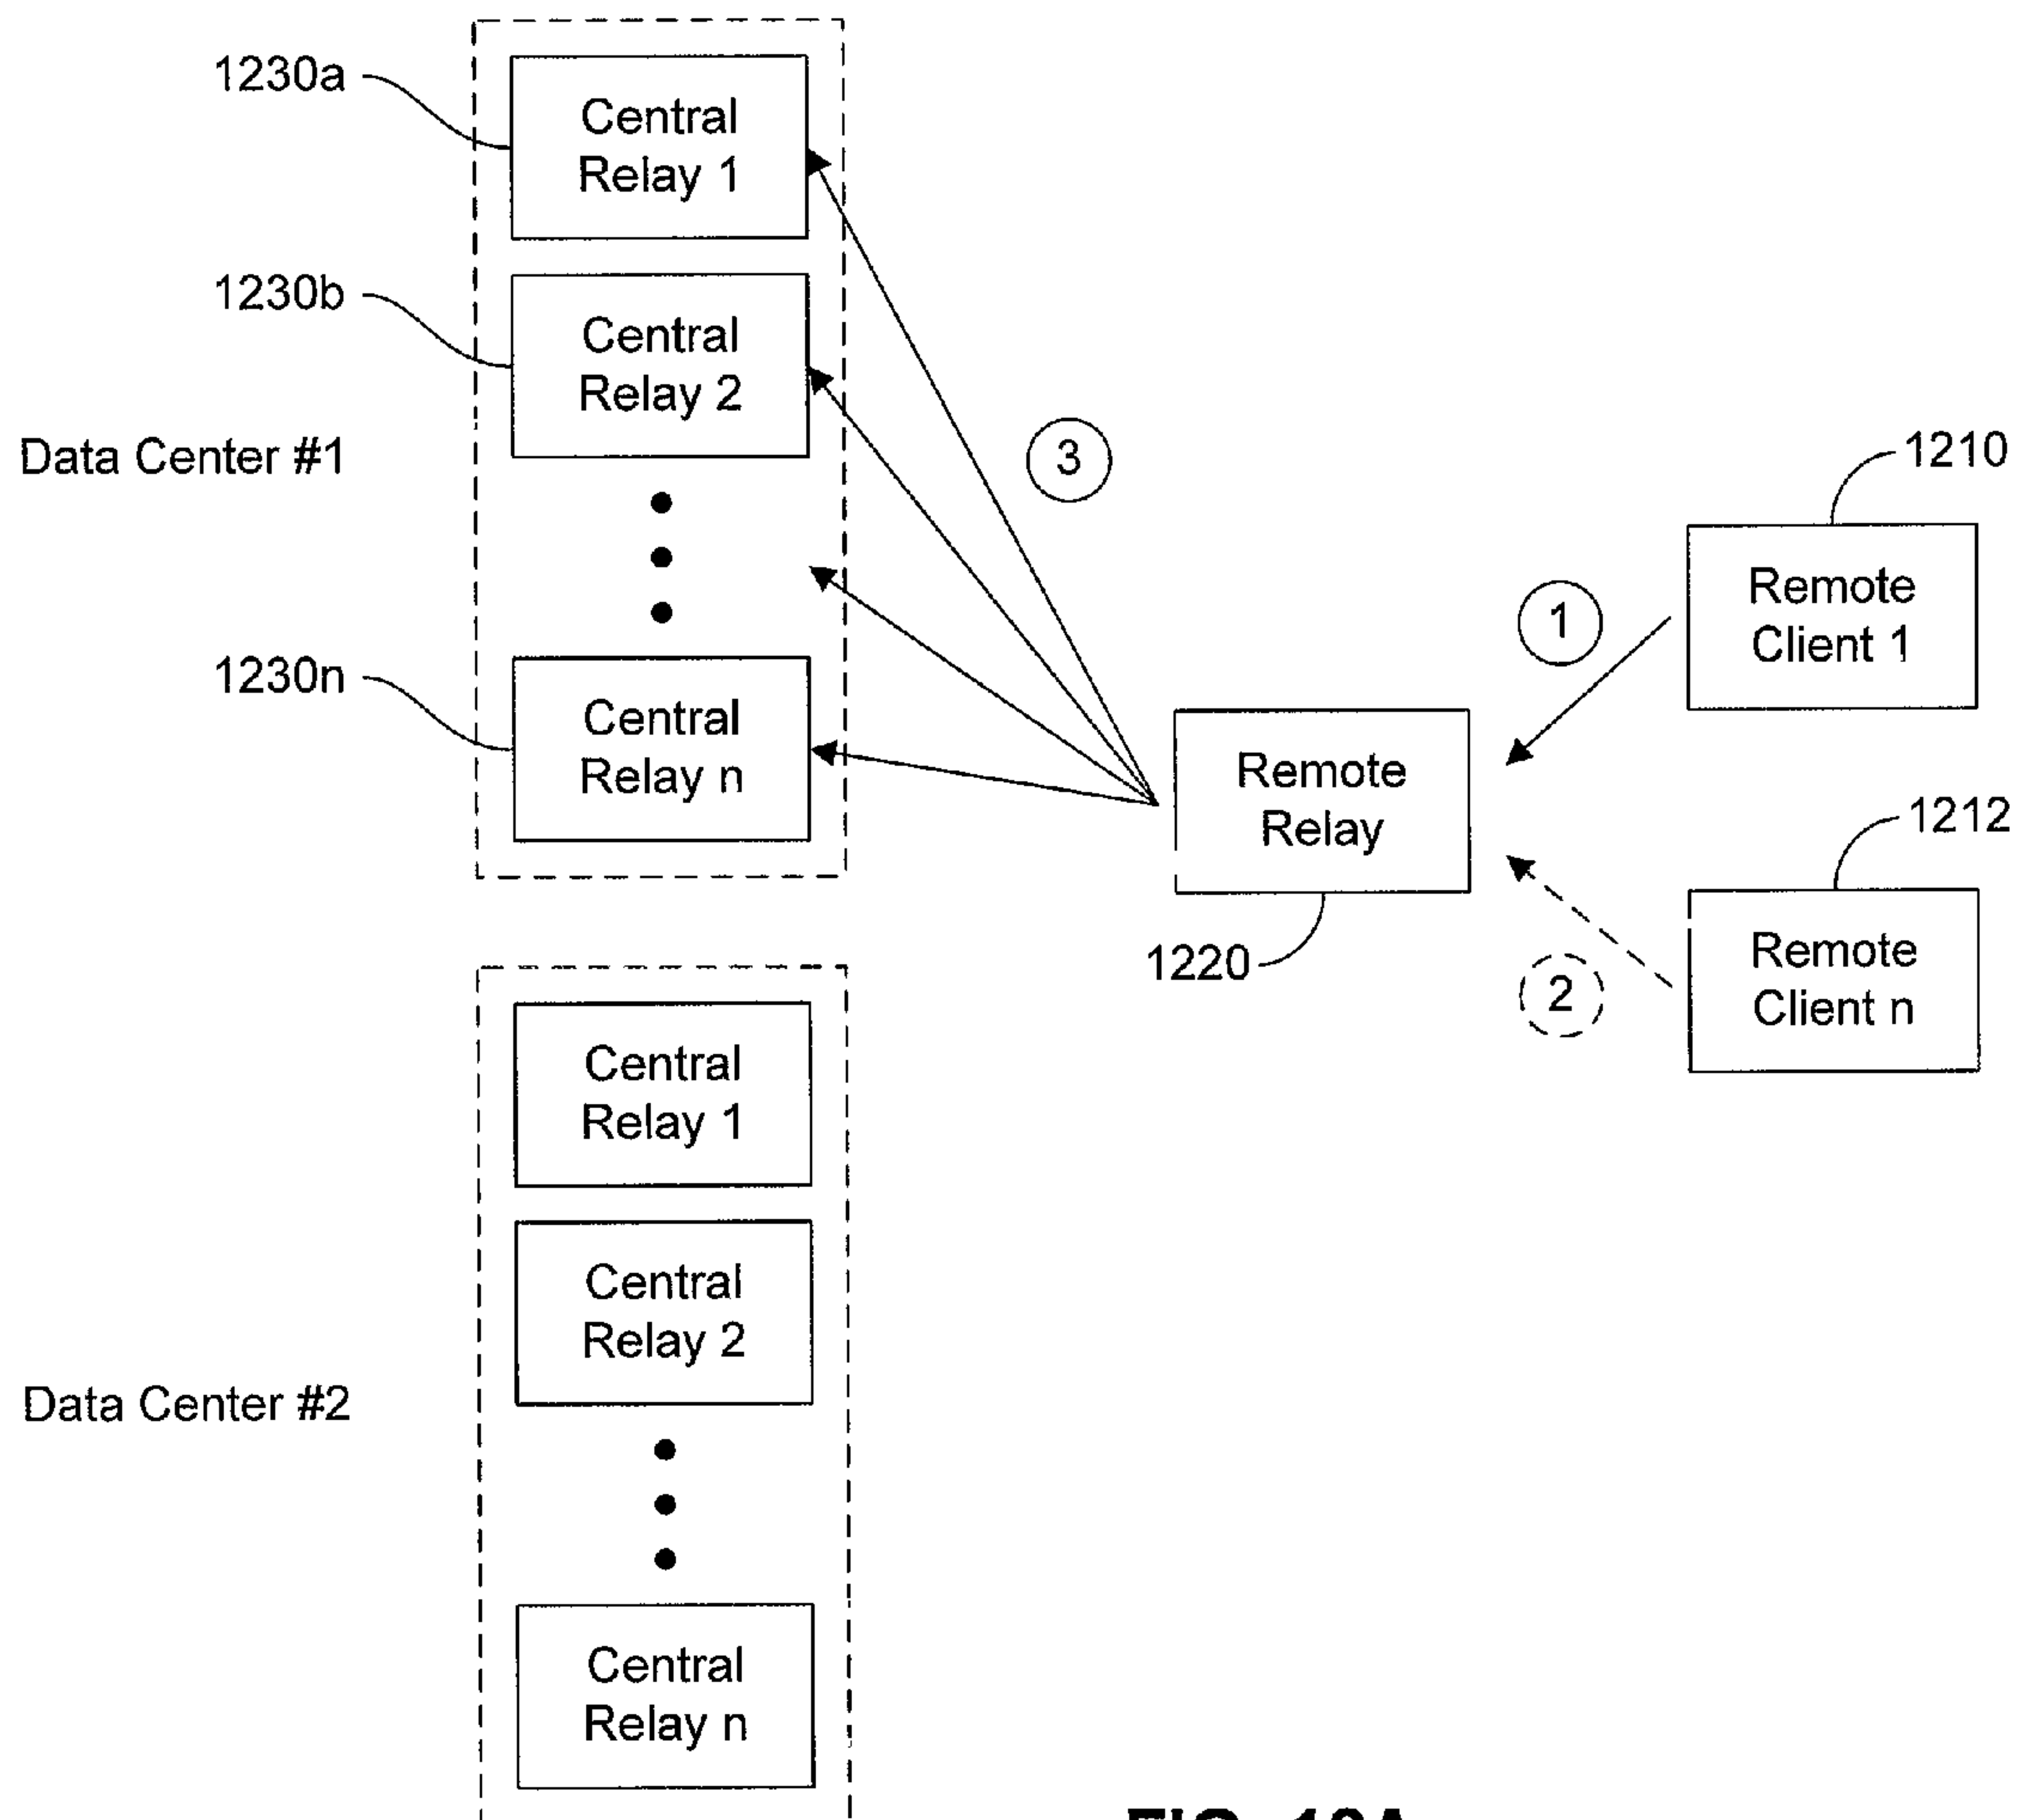 1230a
Central
Relay 1
1230b
Central
Relay 2
Data Center #1
3
1210
1
Remote
Client 1
1230n
Central
Relay n
Remote
Relay
1212
1220
2
Remote
Client n
Central
Relay 1
Central
Relay 2
Data Center #2
Central
Relay n